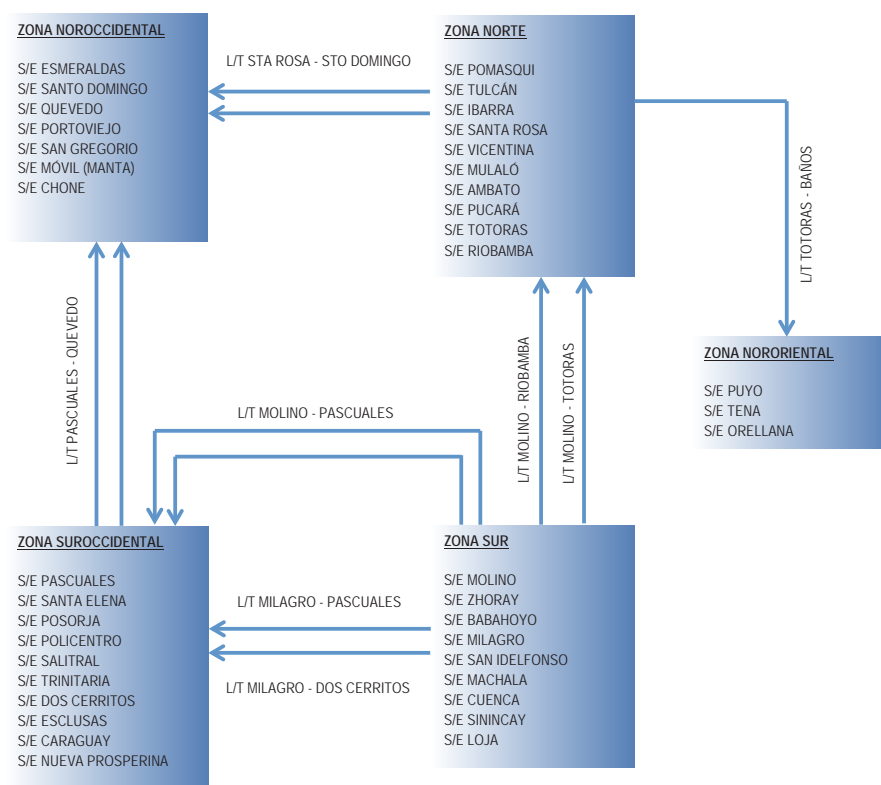 ZONA NOROCCIDENTAL
S/E ESMERALDAS
S/E SANTO DOMINGO
S/E QUEVEDO
S/E PORTOVIEJO
S/E SAN GREGORIO
S/E MÓVIL (MANTA)
S/E CHONE
L/T STA ROSA - STO DOMINGO
ZONA NORTE
S/E POMASQUI
S/E TULCÁN
S/E IBARRA
S/E SANTA ROSA
S/E VICENTINA
S/E MULALÓ
S/E AMBATO
S/E PUCARÁ
S/E TOTORAS
S/E RIOBAMBA
L/T TOTORAS - BAÑOS
ZONA NORORIENTAL
S/E PUYO
S/E TENA
S/E ORELLANA
L/T PASCUALES - QUEVEDO
L/T MOLINO - PASCUALES
L/T MOLINO - RIOBAMBA
L/T MOLINO - TOTORAS
ZONA SUROCCIDENTAL
S/E PASCUALES
S/E SANTA ELENA
S/E POSORJA
S/E POLICENTRO
S/E SALITRAL
S/E TRINITARIA
S/E DOS CERRITOS
S/E ESCLUSAS
S/E CARAGUAY
S/E NUEVA PROSPERINA
L/T MILAGRO - PASCUALES
L/T MILAGRO - DOS CERRITOS
ZONA SUR
S/E MOLINO
S/E ZHORAY
S/E BABAHOYO
S/E MILAGRO
S/E SAN IDELFONSO
S/E MACHALA
S/E CUENCA
S/E SININCAY
S/E LOJA